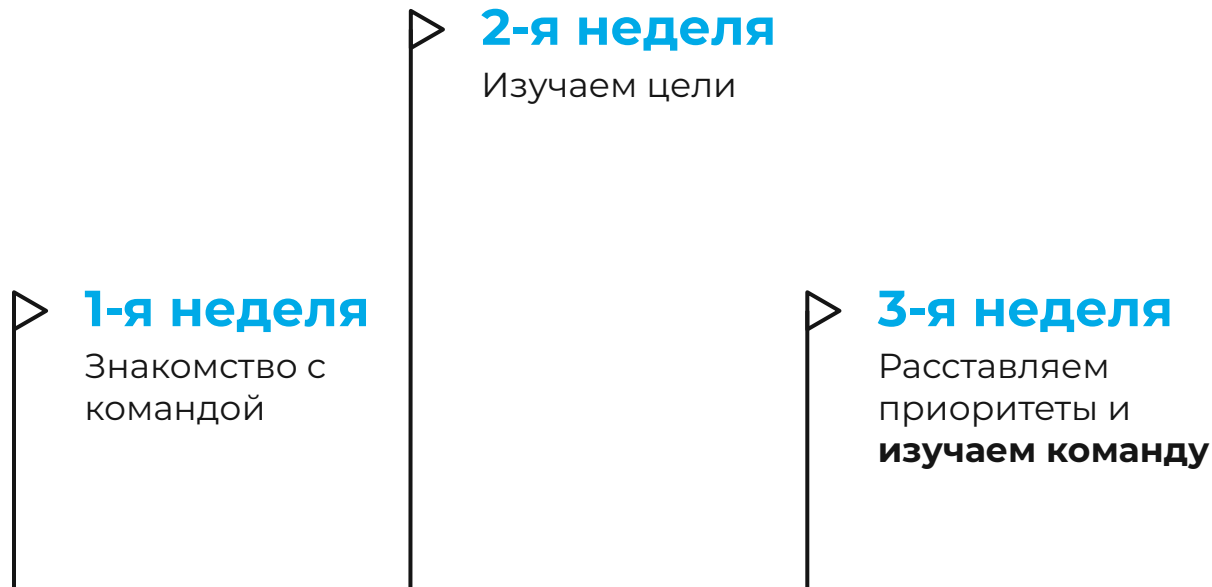 1-я неделя
Знакомство с
командой
2-я неделя
Изучаем цели
3-я неделя
Расставляем
приоритеты и
изучаем команду